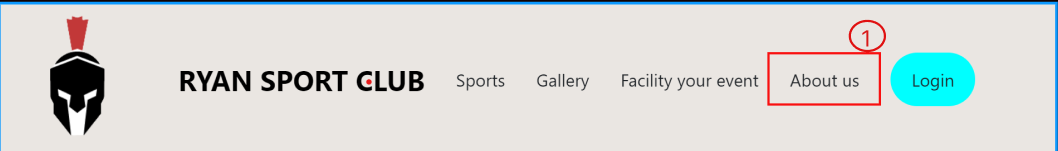 1
RYAN SPORT CLUB Sports Gallery Facility your event About us Login